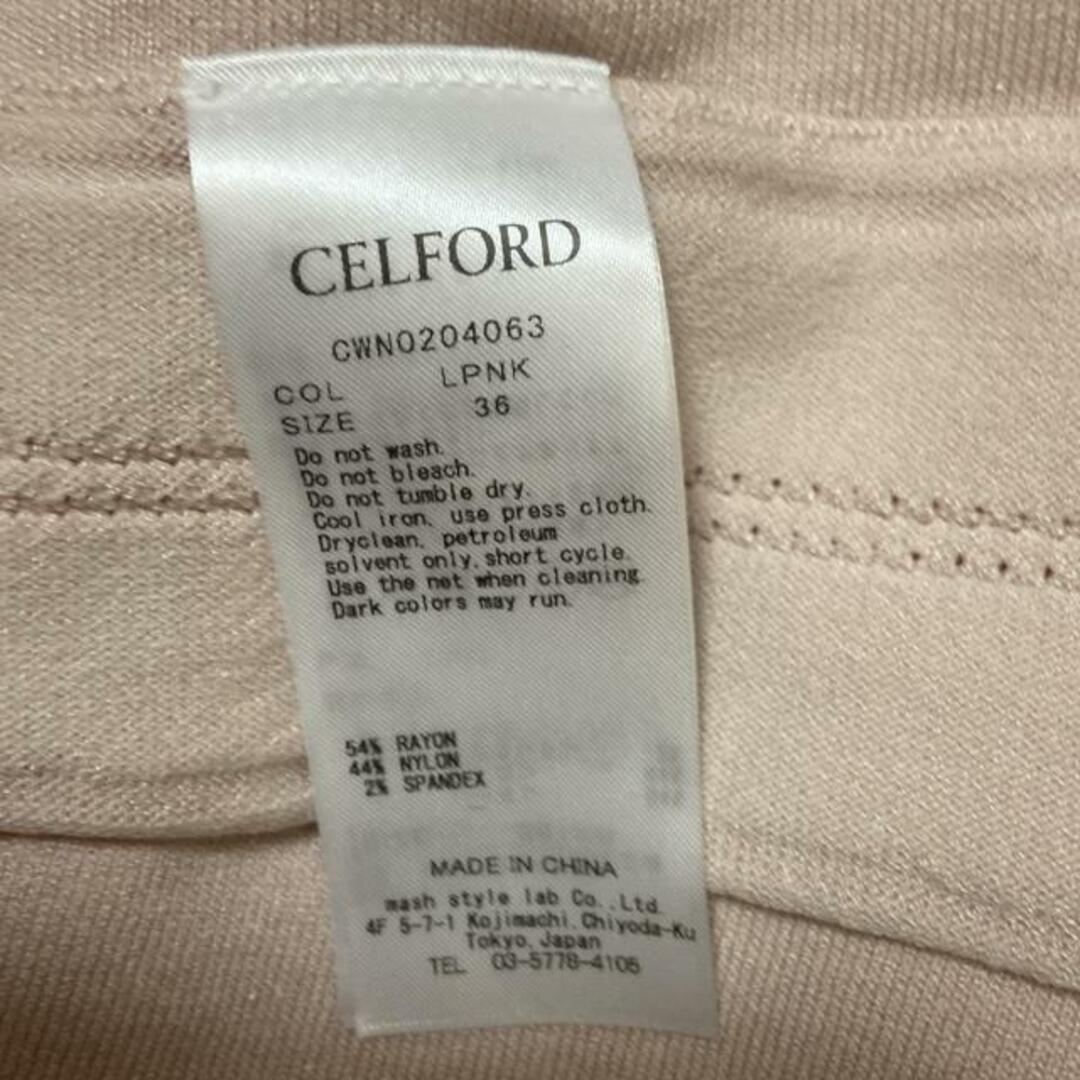 CELFORD
CWN0204063
COL LPNK
SIZE 36
Do not wash.
Do not bleach.
Do not tumble dry.
Cool iron, use press cloth.
Dryclean, petroleum
solvent only, short cycle.
Use the net when cleaning.
Dark colors may run.
54% RAYON
44% NYLON
2% SPANDEX
MADE IN CHINA
mash style lab Co.,Ltd.
4F 5-7-1 Kojimachi, Chiyoda-Ku
Tokyo, Japan
TEL 03-5778-4106